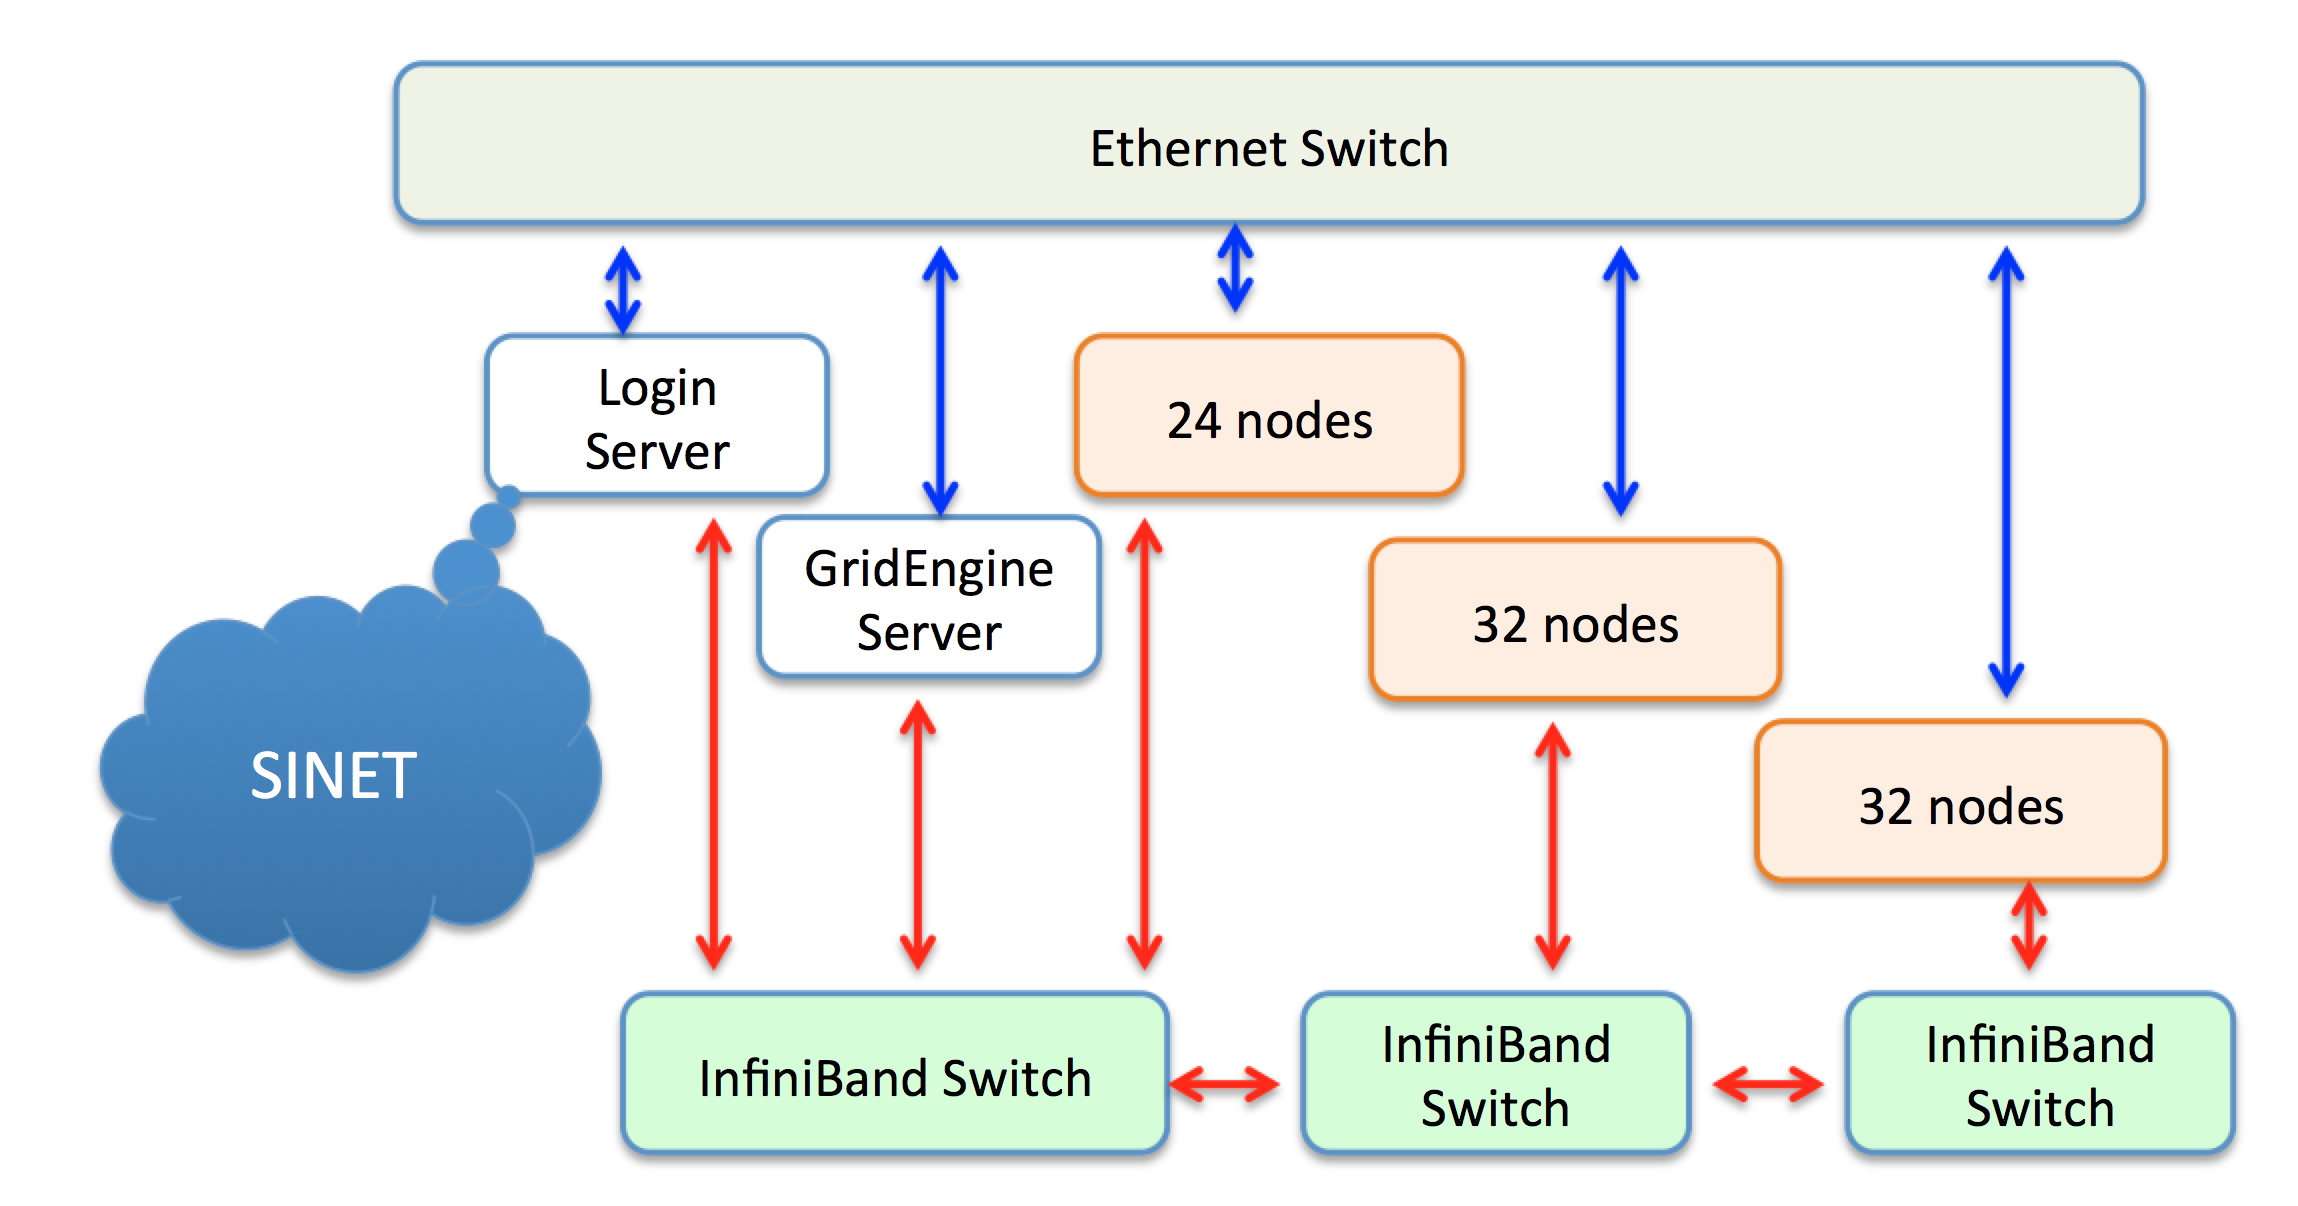 Ethernet Switch
Login
Server
24 nodes
GridEngine
Server
32 nodes
SINET
32 nodes
InfiniBand Switch
InfiniBand
Switch
InfiniBand
Switch